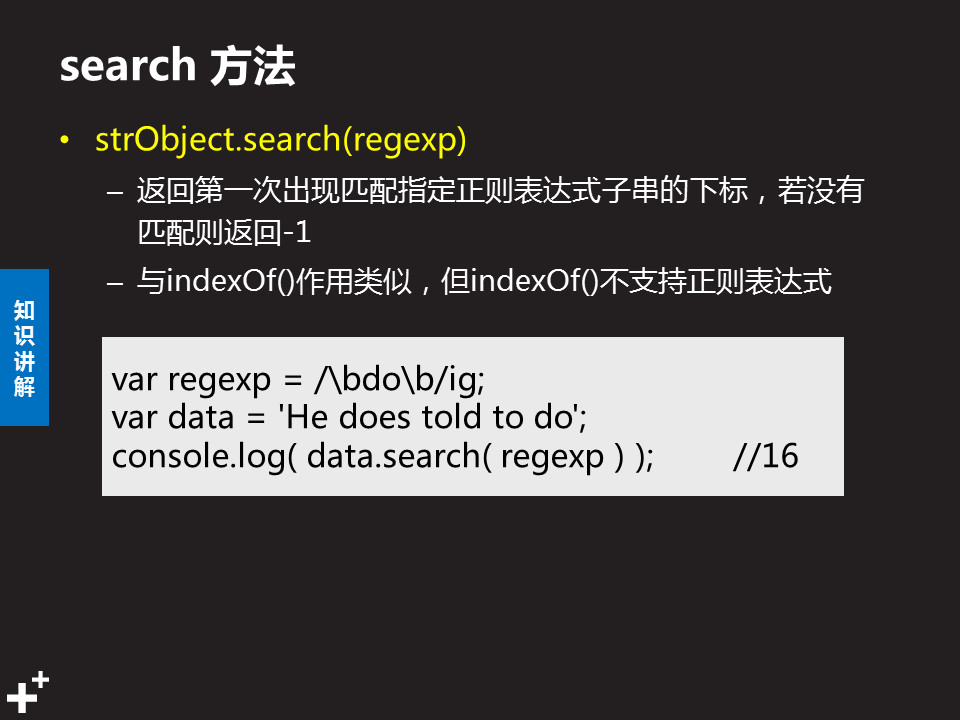 search 方法
• strObject.search(regexp)
– 返回第一次出现匹配指定正则表达式子串的下标，若没有
匹配则返回-1
– 与indexOf()作用类似，但indexOf()不支持正则表达式
知
识
讲
解
var regexp = /\bdo\b/ig;
var data = 'He does told to do';
console.log( data.search( regexp ) ); //16